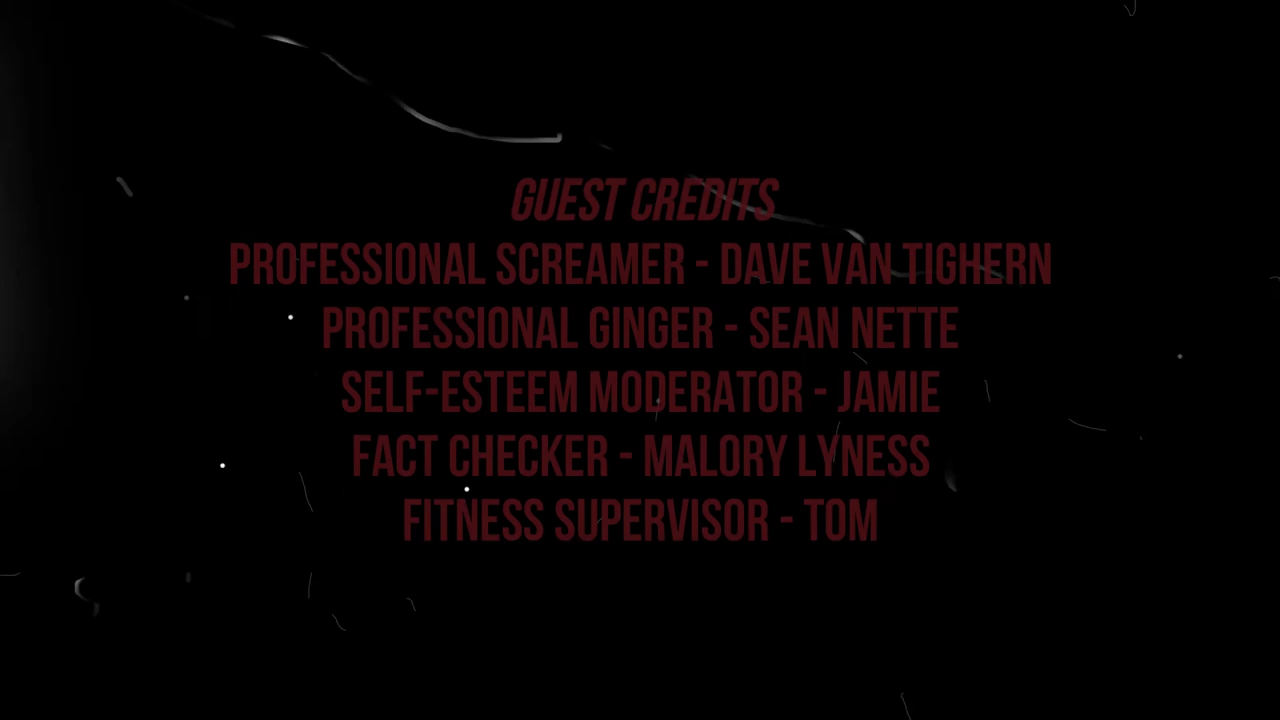 GUEST CREDITS
PROFESSIONAL SCREAMER - DAVE VAN TIGHERN
PROFESSIONAL GINGER - SEAN NETTE
SELF-ESTEEM MODERATOR - JAMIE
FACT CHECKER - MALORY LYNESS
FITNESS SUPERVISOR - TOM